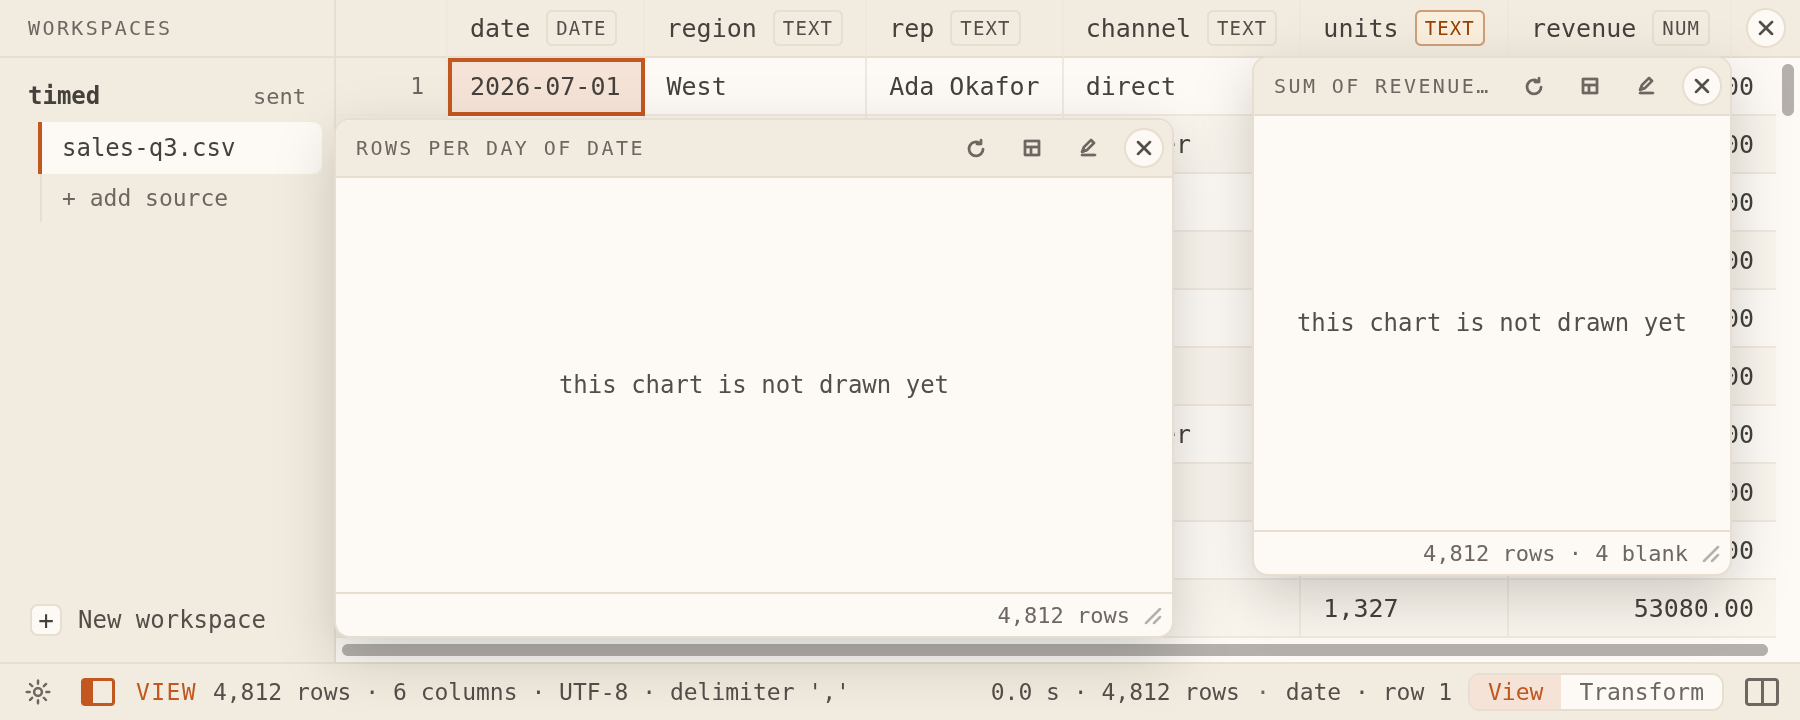 WORKSPACES
date DATE region TEXT rep TEXT channel TEXT units TEXT revenue NUM
timed sent
1 2026-07-01 West Ada Okafor direct
SUM OF REVENUE…
sales-q3.csv
ROWS PER DAY OF DATE
+ add source
this chart is not drawn yet
this chart is not drawn yet
4,812 rows · 4 blank
4,812 rows
1,327 53080.00
+ New workspace
VIEW 4,812 rows · 6 columns · UTF-8 · delimiter ',' 0.0 s · 4,812 rows · date · row 1 View Transform